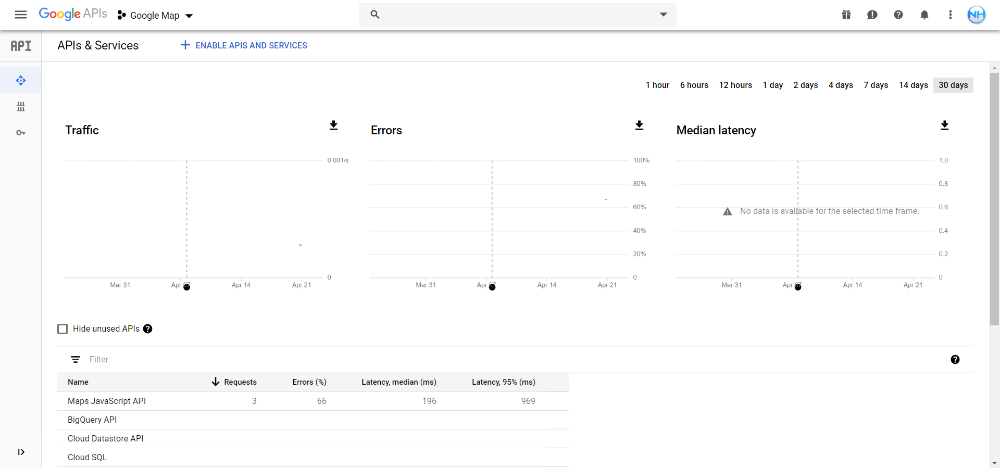 Google APIs Google Map
NH
API APIs & Services ENABLE APIS AND SERVICES
1 hour 6 hours 12 hours 1 day 2 days 4 days 7 days 14 days 30 days
Traffic
0.001/s
0
Mar 31 Apr 07 Apr 14 Apr 21
Errors
100%
80%
60%
40%
20%
0
Mar 31 Apr 07 Apr 14 Apr 21
Median latency
1.0
0.8
No data is available for the selected time frame.
0.6
0.4
0.2
0
Mar 31 Apr 07 Apr 14 Apr 21
Hide unused APIs
Filter
Name Requests Errors (%) Latency, median (ms) Latency, 95% (ms)
Maps JavaScript API 3 66 196 969
BigQuery API
Cloud Datastore API
Cloud SQL